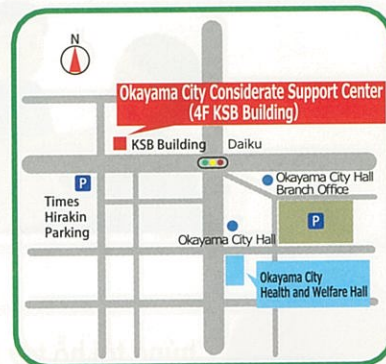 N
Okayama City Considerate Support Center
(4F KSB Building)
KSB Building
Daiku
P
Times
Hirakin
Parking
Okayama City Hall
Branch Office
P
Okayama City Hall
Okayama City
Health and Welfare Hall